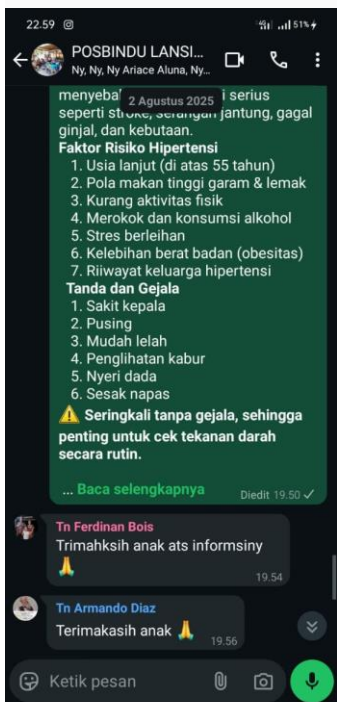 22.59
51%
POSBINDU LANSI...
Ny, Ny, Ny Ariace Aluna, Ny...
2 Agustus 2025
serius
seperti stroke, serangan jantung, gagal
ginjal, dan kebutaan.
Faktor Risiko Hipertensi
1. Usia lanjut (di atas 55 tahun)
2. Pola makan tinggi garam & lemak
3. Kurang aktivitas fisik
4. Merokok dan konsumsi alkohol
5. Stres berleihan
6. Kelebihan berat badan (obesitas)
7. Riiwayat keluarga hipertensi
Tanda dan Gejala
1. Sakit kepala
2. Pusing
3. Mudah lelah
4. Penglihatan kabur
5. Nyeri dada
6. Sesak napas
⚠️ Seringkali tanpa gejala, sehingga
penting untuk cek tekanan darah
secara rutin.
... Baca selengkapnya
Diedit 19.50 ✓
Tn Ferdinan Bois
Trimahksih anak ats informsiny
🙏
19.54
Tn Armando Diaz
Terimakasih anak 🙏
19.56
Ketik pesan